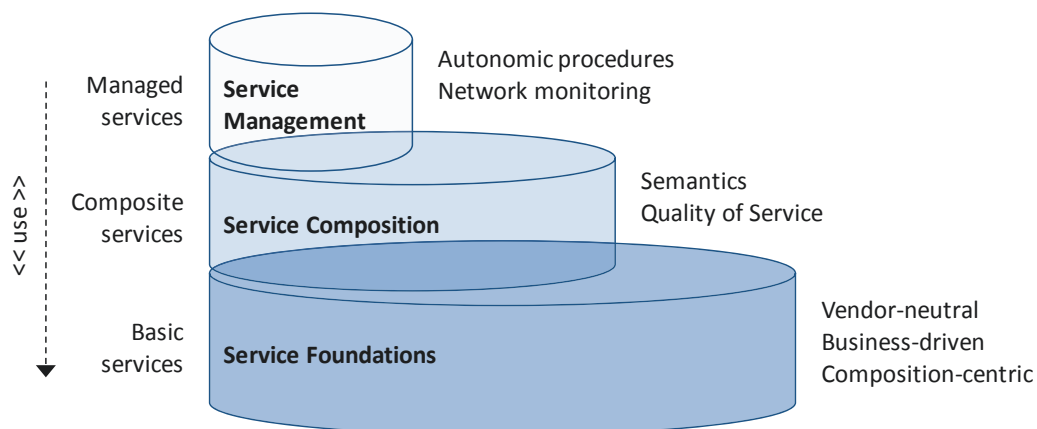 Managed
services
Service
Management
Autonomic procedures
Network monitoring
<< use >>
Composite
services
Service Composition
Semantics
Quality of Service
Basic
services
Service Foundations
Vendor-neutral
Business-driven
Composition-centric